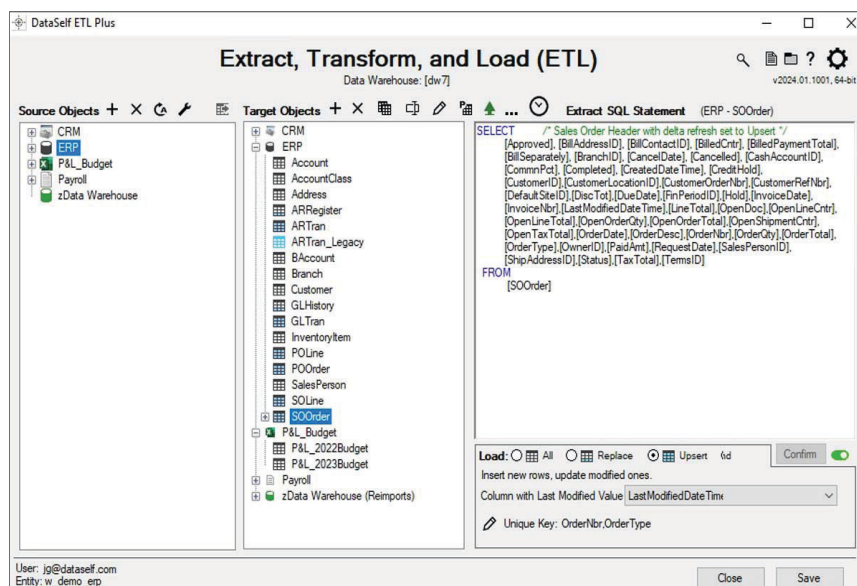 DataSelf ETL Plus
Extract, Transform, and Load (ETL)
Data Warehouse: [dw7]
v2024.01.1001, 64-bit
Source Objects
Target Objects
Extract SQL Statement (ERP - SOOrder)
CRM
ERP
P&L_Budget
Payroll
zData Warehouse
CRM
ERP
Account
AccountClass
Address
ARRegister
ARTran
ARTran_Legacy
BAccount
Branch
Customer
GLHistory
GLTran
InventoryItem
POLine
POOrder
SalesPerson
SOLine
SOOrder
P&L_Budget
P&L_2022Budget
P&L_2023Budget
Payroll
zData Warehouse (Reimports)
SELECT /* Sales Order Header with delta refresh set to Upsert */
[Approved], [BillAddressID], [BillContactID], [BilledCntr], [BilledPaymentTotal],
[BillSeparately], [BranchID], [CancelDate], [Cancelled], [CashAccountID],
[CommnPct], [Completed], [CreatedDateTime], [CreditHold],
[CustomerID],[CustomerLocationID],[CustomerOrderNbr],[CustomerRefNbr],
[DefaultSiteID],[DiscTot],[DueDate],[FinPeriodID],[Hold],[InvoiceDate],
[InvoiceNbr],[LastModifiedDateTime],[LineTotal],[OpenDoc],[OpenLineCntr],
[OpenLineTotal],[OpenOrderQty],[OpenOrderTotal],[OpenShipmentCntr],
[OpenTaxTotal],[OrderDate],[OrderDesc],[OrderNbr],[OrderQty],[OrderTotal],
[OrderType],[OwnerID],[PaidAmt],[RequestDate],[SalesPersonID],
[ShipAddressID],[Status],[TaxTotal],[TermsID]
FROM
[SOOrder]
Load: All Replace Upsert
Confirm
Insert new rows, update modified ones.
Column with Last Modified Value LastModifiedDateTime
Unique Key: OrderNbr,OrderType
User: jg@dataself.com
Entity: w_demo_erp
Close Save